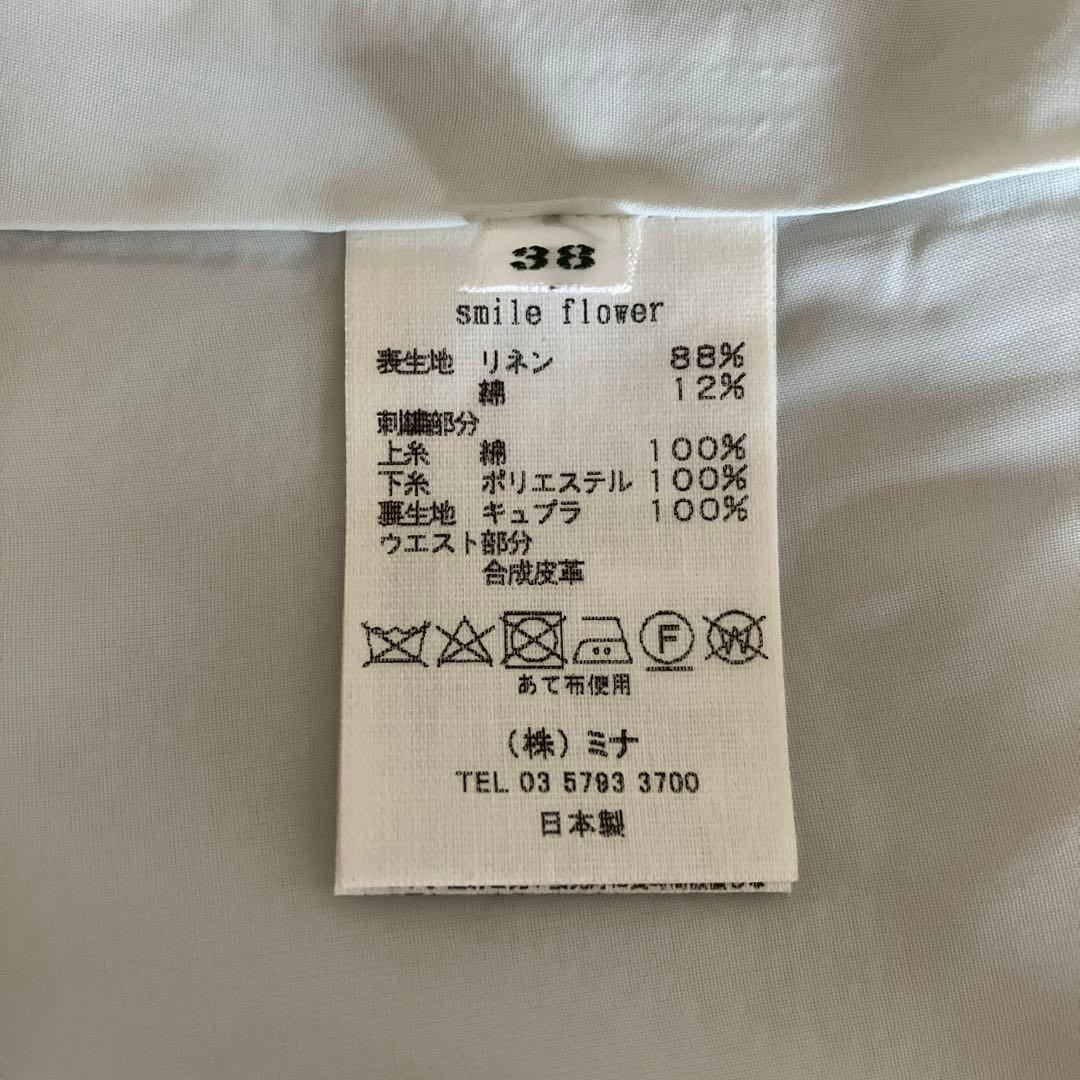 38
smile flower
表生地 リネン 88%
綿 12%
刺繍部分
上糸 綿 100%
下糸 ポリエステル 100%
裏生地 キュプラ 100%
ウエスト部分
合成皮革
F W
あて布使用
(株)ミナ
TEL 03 5793 3700
日本製